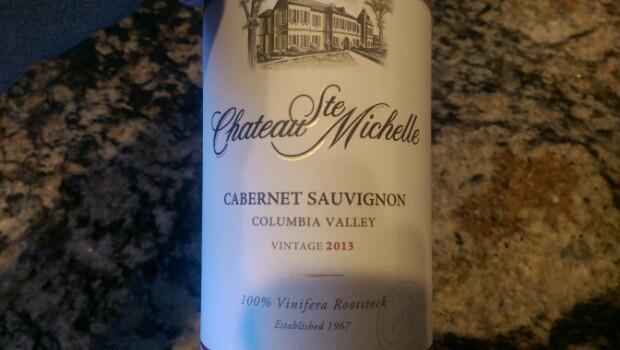 Chateau Ste Michelle
CABERNET SAUVIGNON
COLUMBIA VALLEY
VINTAGE 2013
100% Vinifera Rootstock
Established 1967